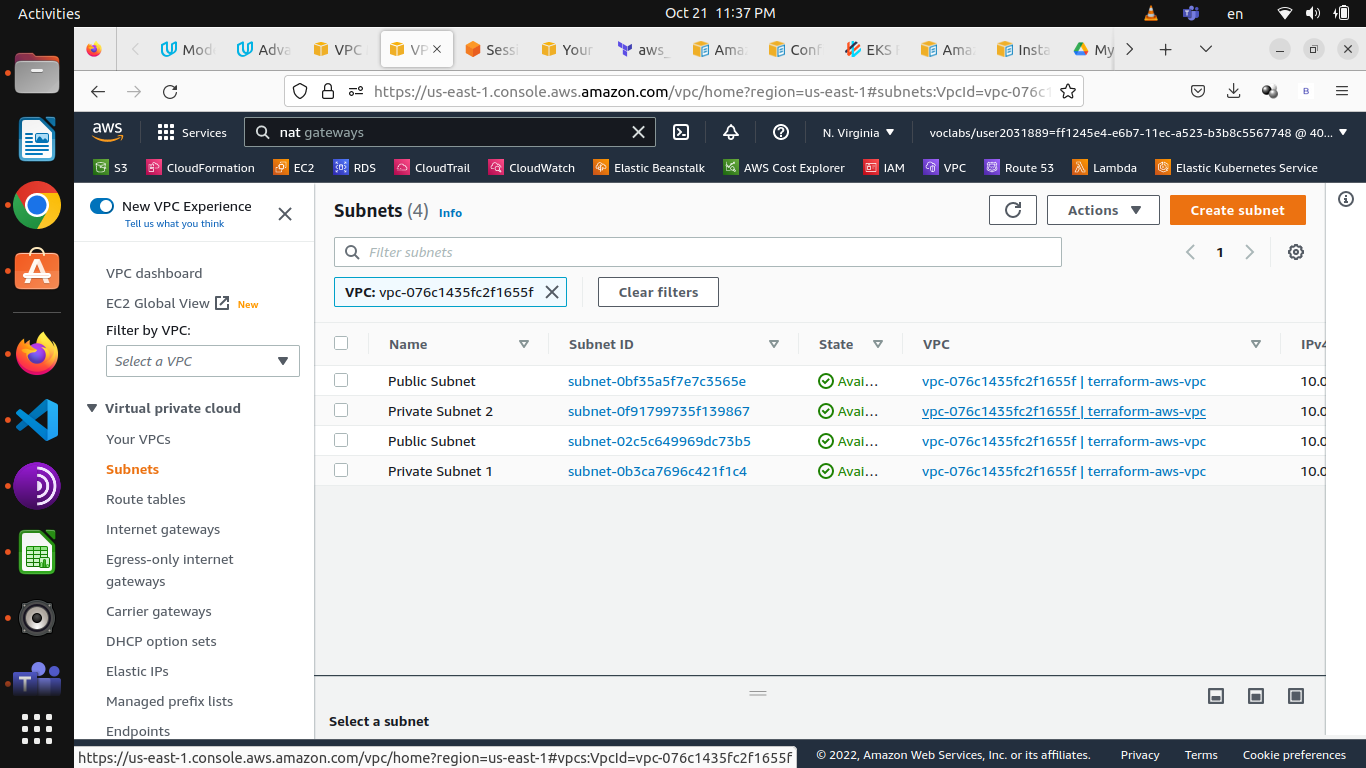 Activities
Oct 21 11:37 PM
en
Mod
Adva
VPC
VP
Sessi
Your
aws_
Amaz
Conf
EKS
Amaz
Insta
My
https://us-east-1.console.aws.amazon.com/vpc/home?region=us-east-1#subnets:VpcId=vpc-076c1
B
aws
Services
nat gateways
N. Virginia
voclabs/user2031889=ff1245e4-e6b7-11ec-a523-b3b8c5567748 @ 40...
S3
CloudFormation
EC2
RDS
CloudTrail
CloudWatch
Elastic Beanstalk
AWS Cost Explorer
IAM
VPC
Route 53
Lambda
Elastic Kubernetes Service
New VPC Experience
Tell us what you think
VPC dashboard
EC2 Global View New
Filter by VPC:
Select a VPC
Virtual private cloud
Your VPCs
Subnets
Route tables
Internet gateways
Egress-only internet
gateways
Carrier gateways
DHCP option sets
Elastic IPs
Managed prefix lists
Endpoints
Subnets (4) Info
Actions
Create subnet
Filter subnets
1
VPC: vpc-076c1435fc2f1655f
Clear filters
Name Subnet ID State VPC IPv4
Public Subnet subnet-0bf35a5f7e7c3565e Avai... vpc-076c1435fc2f1655f | terraform-aws-vpc 10.0
Private Subnet 2 subnet-0f91799735f139867 Avai... vpc-076c1435fc2f1655f | terraform-aws-vpc 10.0
Public Subnet subnet-02c5c649969dc73b5 Avai... vpc-076c1435fc2f1655f | terraform-aws-vpc 10.0
Private Subnet 1 subnet-0b3ca7696c421f1c4 Avai... vpc-076c1435fc2f1655f | terraform-aws-vpc 10.0
Select a subnet
https://us-east-1.console.aws.amazon.com/vpc/home?region=us-east-1#vpcs:VpcId=vpc-076c1435fc2f1655f
© 2022, Amazon Web Services, Inc. or its affiliates.
Privacy
Terms
Cookie preferences